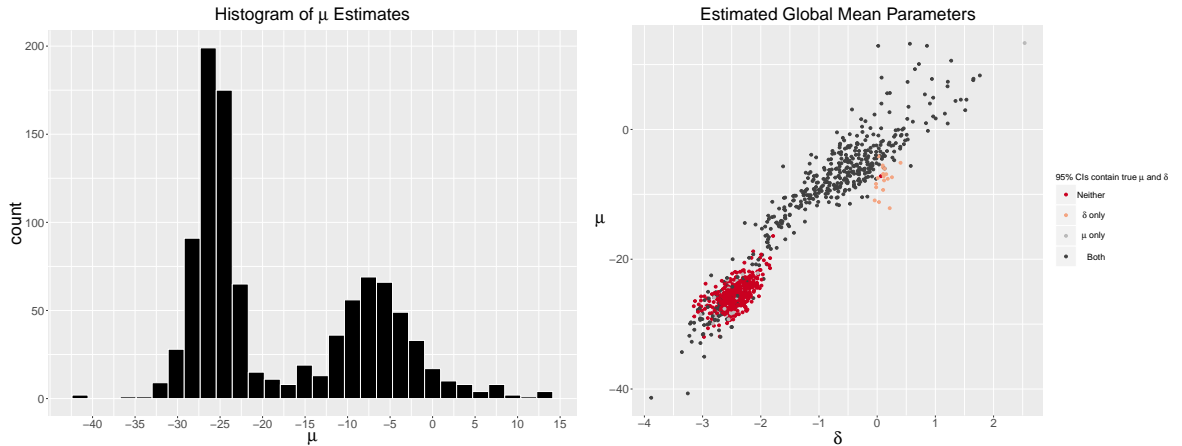 Histogram of μ Estimates
200
150
100
50
0
count
−40 −35 −30 −25 −20 −15 −10 −5 0 5 10 15
μ
Estimated Global Mean Parameters
0
−20
−40
μ
−4 −3 −2 −1 0 1 2
δ
95% CIs contain true μ and δ
Neither
δ only
μ only
Both